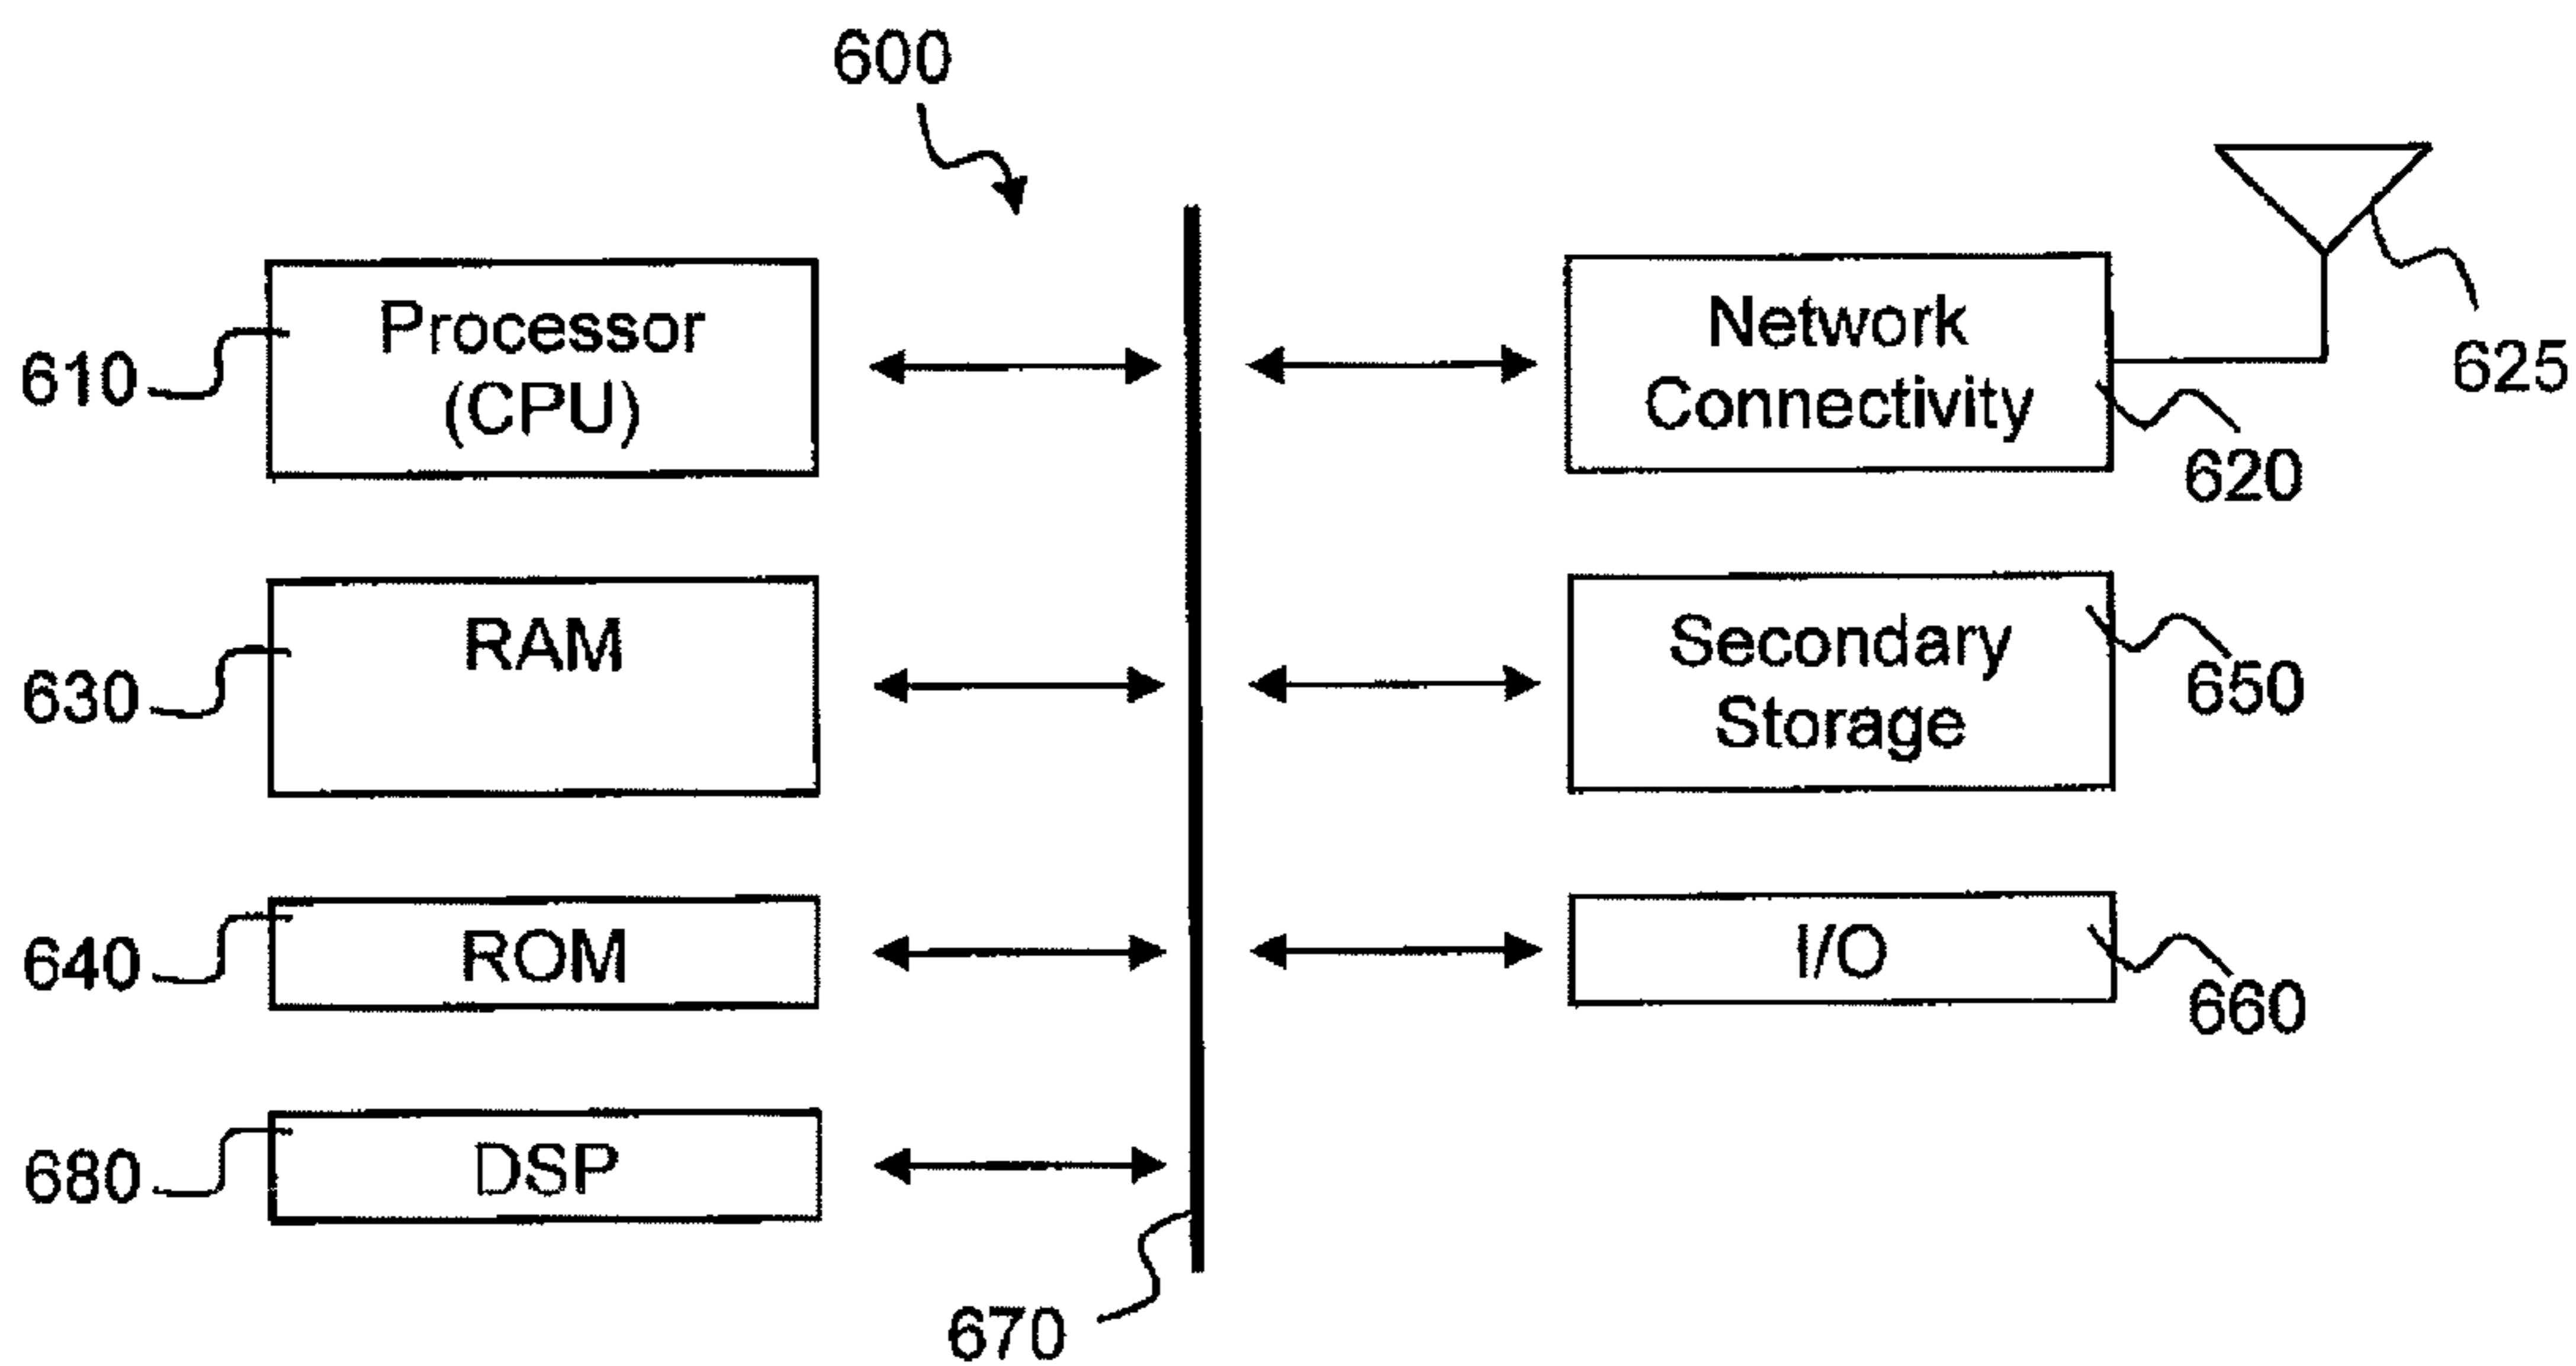 600
610
Processor
(CPU)
Network
Connectivity
625
620
630
RAM
Secondary
Storage
650
640
ROM
I/O
660
680
DSP
670